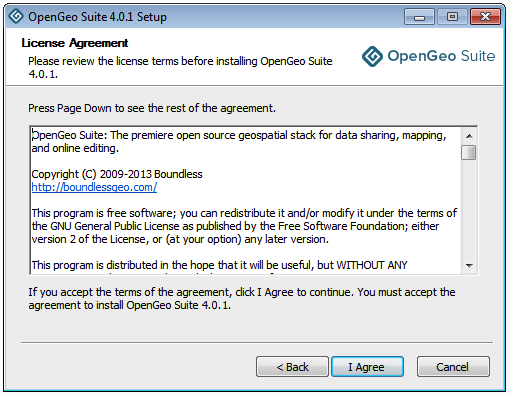 OpenGeo Suite 4.0.1 Setup
License Agreement
Please review the license terms before installing OpenGeo Suite
4.0.1.
OpenGeo Suite
Press Page Down to see the rest of the agreement.
OpenGeo Suite: The premiere open source geospatial stack for data sharing, mapping,
and online editing.
Copyright (C) 2009-2013 Boundless
http://boundlessgeo.com/
This program is free software; you can redistribute it and/or modify it under the terms of
the GNU General Public License as published by the Free Software Foundation; either
version 2 of the License, or (at your option) any later version.
This program is distributed in the hope that it will be useful, but WITHOUT ANY
If you accept the terms of the agreement, click I Agree to continue. You must accept the
agreement to install OpenGeo Suite 4.0.1.
< Back
I Agree
Cancel